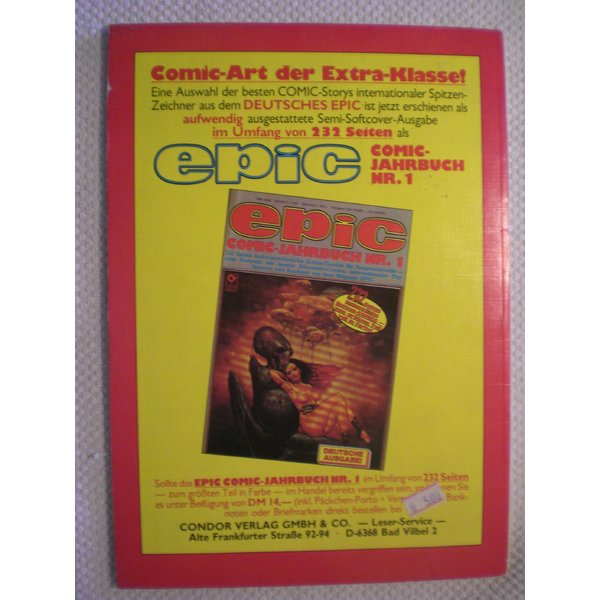 Comic-Art der Extra-Klasse!
Eine Auswahl der besten COMIC-Storys internationaler Spitzen-
Zeichner aus dem DEUTSCHES EPIC ist jetzt erschienen als
aufwendig ausgestattete Semi-Softcover-Ausgabe
im Umfang von 232 Seiten als
epic COMIC-
JAHRBUCH
NR. 1
epic
COMIC-JAHRBUCH NR. 1
DEUTSCHE
AUSGABE!
Sollte das EPIC COMIC-JAHRBUCH NR. 1 im Umfang von 232 Seiten
— zum größten Teil in Farbe — im Handel bereits vergriffen sein, Sie
es unter Beifügung von DM 14,— (inkl. Päckchen-Porto + Bank-
noten oder Briefmarken direkt bestellen bei
CONDOR VERLAG GMBH & CO. — Leser-Service —
Alte Frankfurter Straße 92-94 · D-6368 Bad Vilbel 2